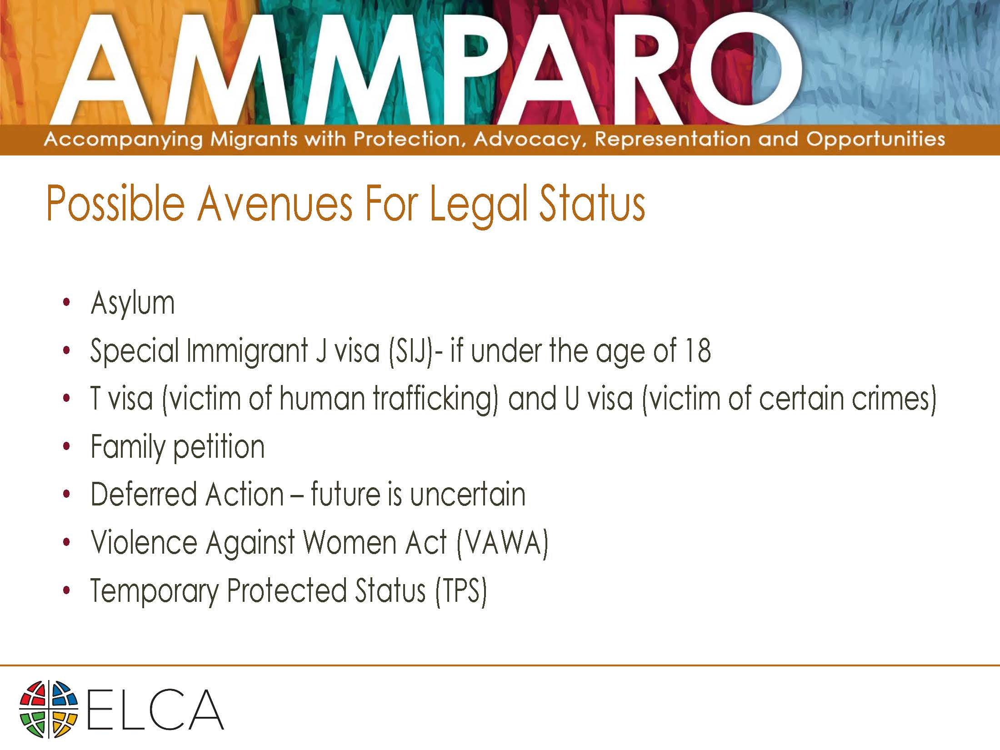 AMMPARO
Accompanying Migrants with Protection, Advocacy, Representation and Opportunities
Possible Avenues For Legal Status
• Asylum
• Special Immigrant J visa (SIJ)- if under the age of 18
• T visa (victim of human trafficking) and U visa (victim of certain crimes)
• Family petition
• Deferred Action – future is uncertain
• Violence Against Women Act (VAWA)
• Temporary Protected Status (TPS)
ELCA